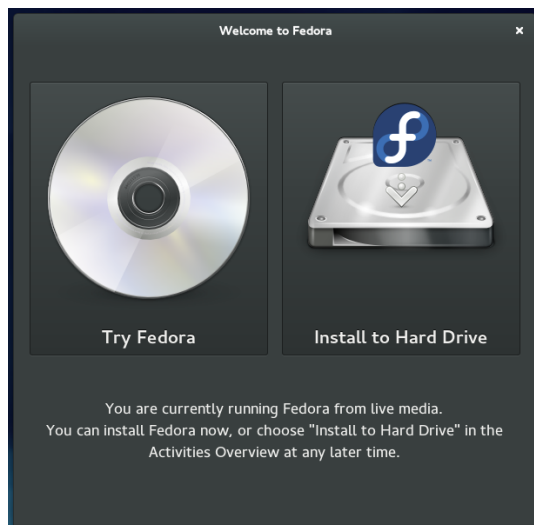 Welcome to Fedora
Try Fedora
Install to Hard Drive
You are currently running Fedora from live media.
You can install Fedora now, or choose "Install to Hard Drive" in the
Activities Overview at any later time.